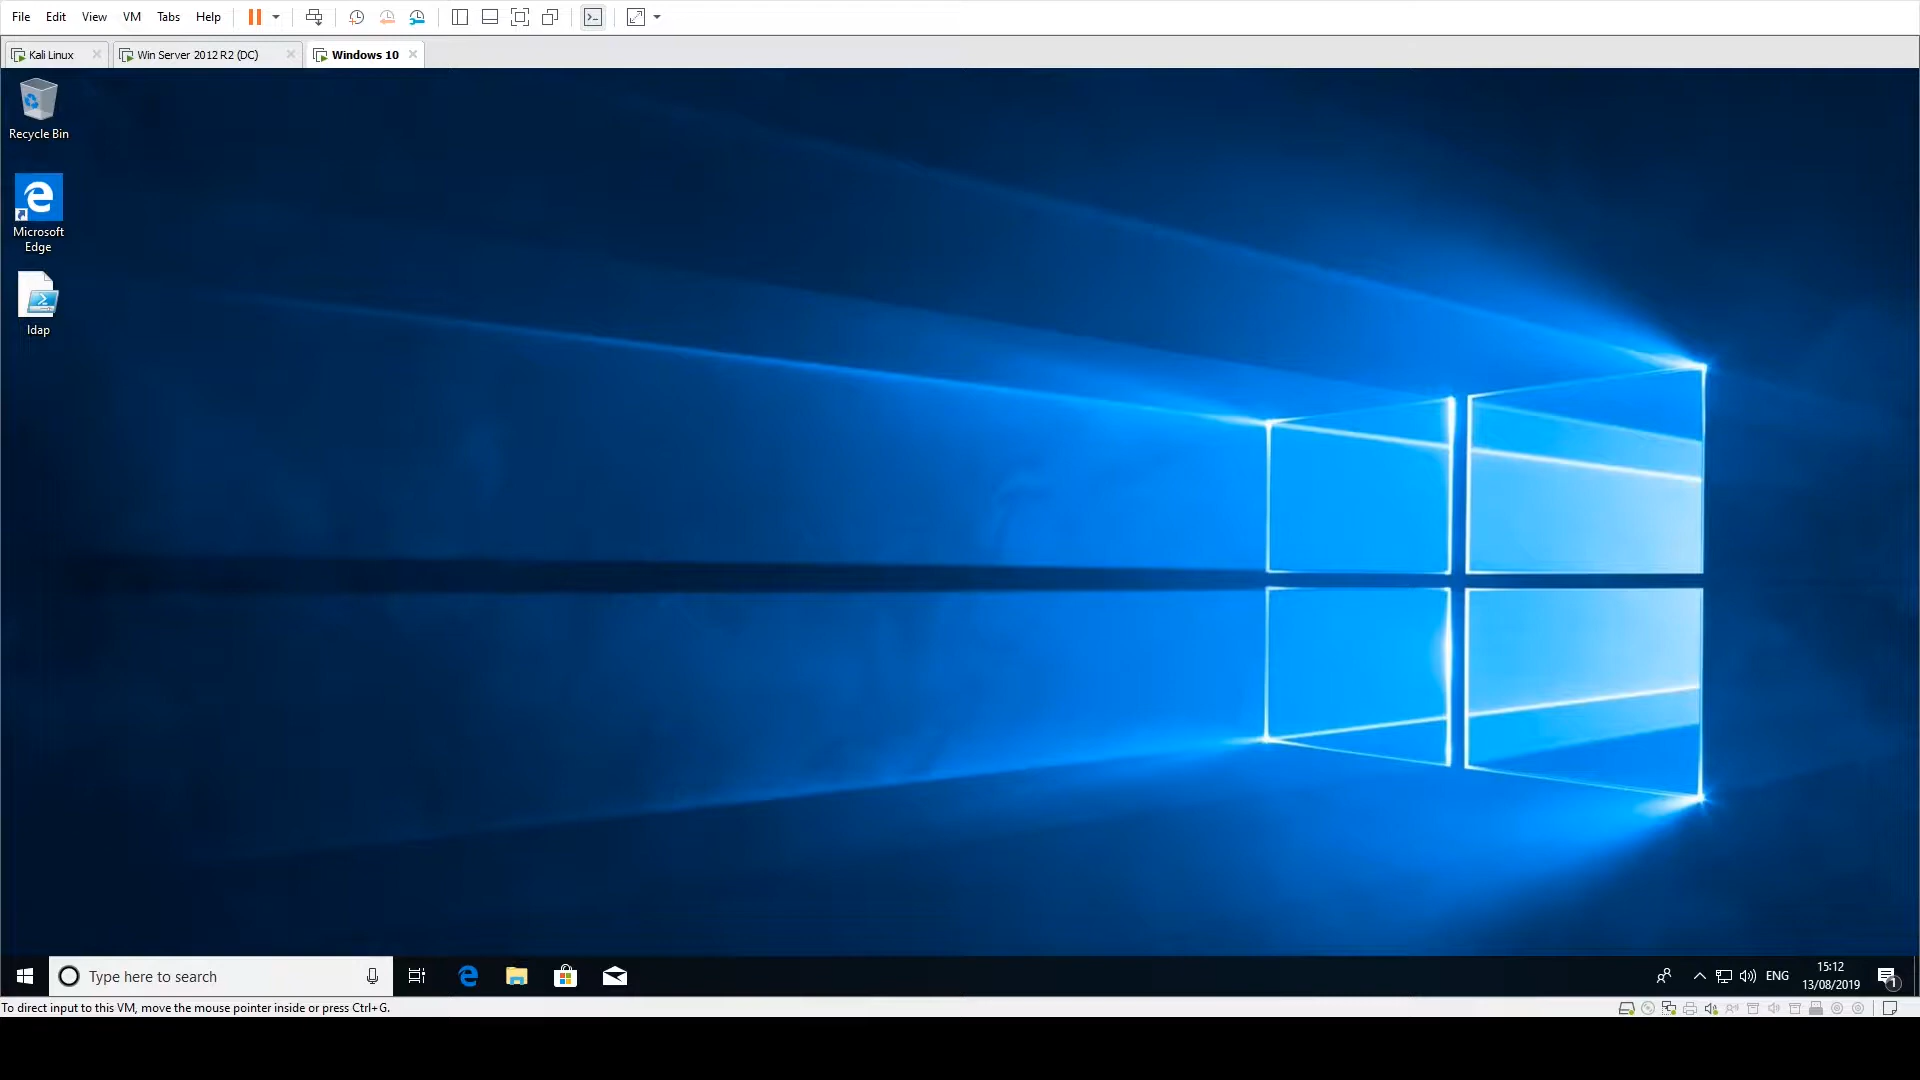 File Edit View VM Tabs Help
Kali Linux Win Server 2012 R2 (DC) Windows 10
Recycle Bin
Microsoft
Edge
ldap
Type here to search
ENG
15:12
13/08/2019
1
To direct input to this VM, move the mouse pointer inside or press Ctrl+G.